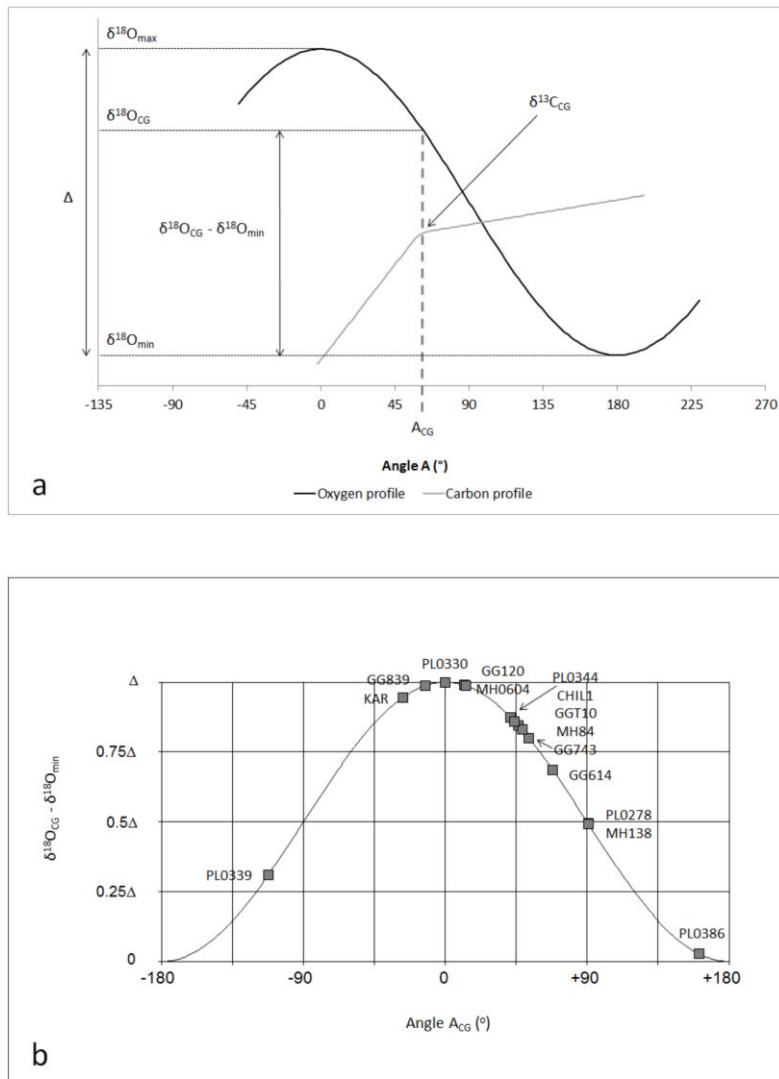 δ¹⁸Omax
δ¹⁸OCG
δ¹³CCG
Δ
δ¹⁸OCG - δ¹⁸Omin
δ¹⁸Omin
-135 -90 -45 0 45 90 135 180 225 270
ACG
Angle A (°)
a
Oxygen profile Carbon profile
δ¹⁸OCG - δ¹⁸Omin
Δ
0.75Δ
0.5Δ
0.25Δ
0
PL0330
GG839
KAR
GG120
MH0604
PL0344
CHIL1
GGT10
MH84
GG743
GG614
PL0278
MH138
PL0339
PL0386
-180 -90 0 +90 +180
Angle ACG (°)
b